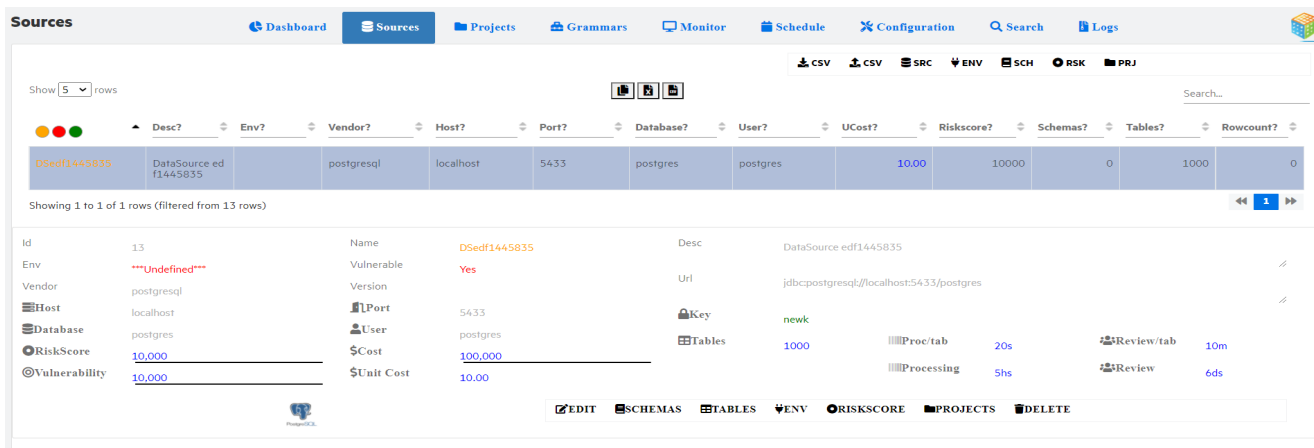 Sources
Dashboard Sources Projects Grammars Monitor Schedule Configuration Search Logs
CSV CSV SRC ENV SCH RSK PRJ
Show 5 rows
Search...
Desc? Env? Vendor? Host? Port? Database? User? UCost? Riskscore? Schemas? Tables? Rowcount?
DSedf1445835 DataSource ed postgresql localhost 5433 postgres postgres 10.00 10000 0 1000 0
f1445835
Showing 1 to 1 of 1 rows (filtered from 13 rows) 1
Id 13 Name DSedf1445835 Desc DataSource edf1445835
Env ***Undefined*** Vulnerable Yes
Vendor postgresql Version Url jdbc:postgresql://localhost:5433/postgres
Host localhost Port 5433 Key newk
Database postgres User postgres Tables 1000 Proc/tab 20s Review/tab 10m
RiskScore 10,000 Cost 100,000
Vulnerability 10,000 Unit Cost 10.00 Processing 5hs Review 6ds
PostgreSQL
EDIT SCHEMAS TABLES ENV RISKSCORE PROJECTS DELETE